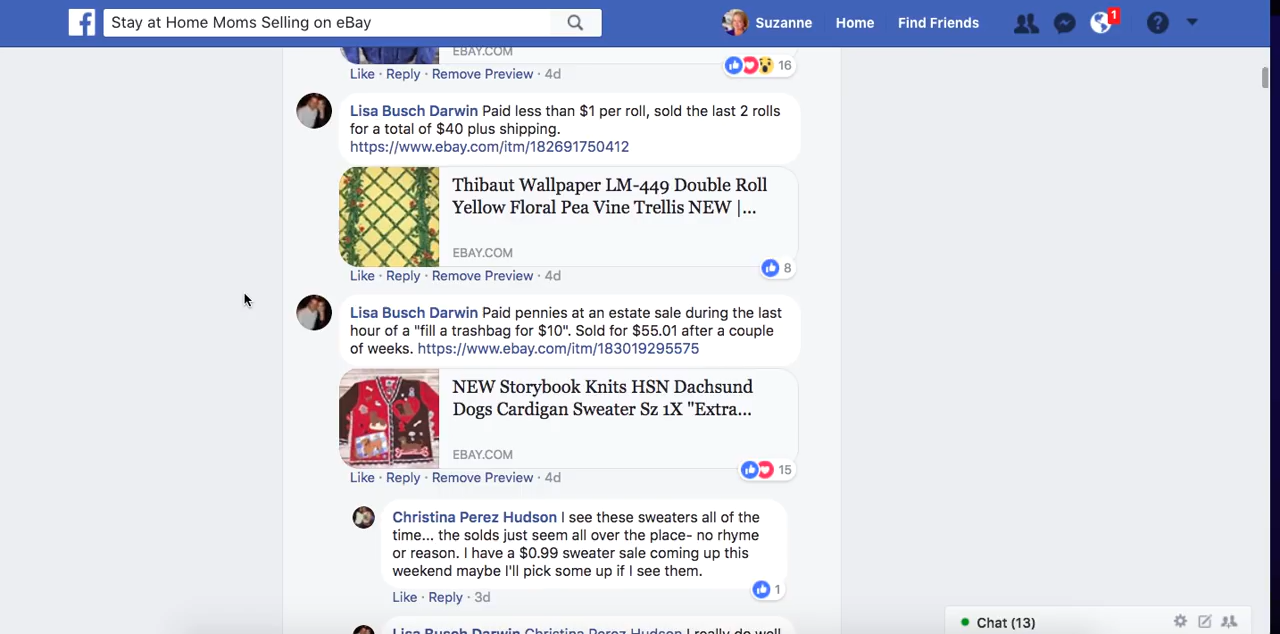 Stay at Home Moms Selling on eBay
Suzanne Home Find Friends 1
EBAY.COM
Like · Reply · Remove Preview · 4d 16
Lisa Busch Darwin Paid less than $1 per roll, sold the last 2 rolls
for a total of $40 plus shipping.
https://www.ebay.com/itm/182691750412
Thibaut Wallpaper LM-449 Double Roll
Yellow Floral Pea Vine Trellis NEW |...
EBAY.COM
Like · Reply · Remove Preview · 4d 8
Lisa Busch Darwin Paid pennies at an estate sale during the last
hour of a "fill a trashbag for $10". Sold for $55.01 after a couple
of weeks. https://www.ebay.com/itm/183019295575
NEW Storybook Knits HSN Dachsund
Dogs Cardigan Sweater Sz 1X "Extra...
EBAY.COM
Like · Reply · Remove Preview · 4d 15
Christina Perez Hudson I see these sweaters all of the
time... the solds just seem all over the place- no rhyme
or reason. I have a $0.99 sweater sale coming up this
weekend maybe I'll pick some up if I see them.
Like · Reply · 3d 1
Lisa Busch Darwin Christina Perez Hudson I really do well
Chat (13)